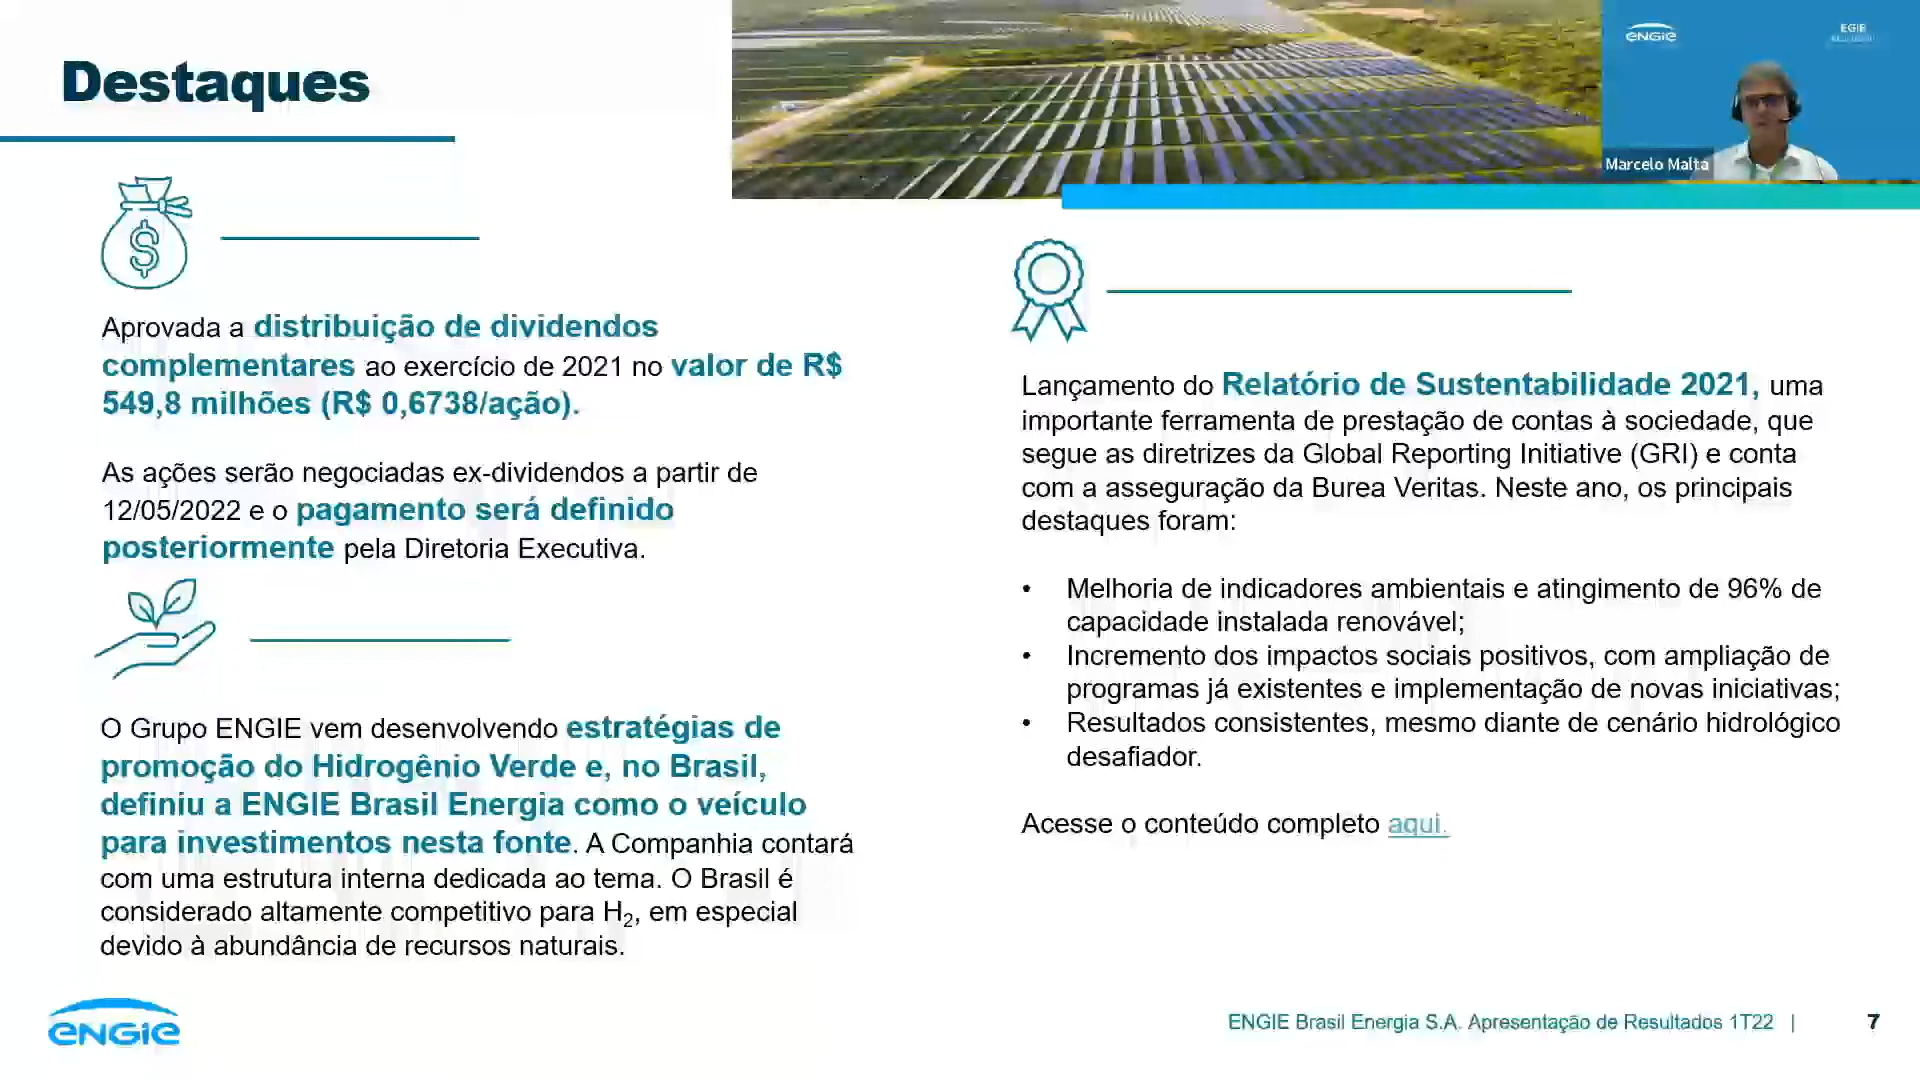 Destaques
ENGIE
EGIE
Marcelo Malta
Aprovada a distribuição de dividendos
complementares ao exercício de 2021 no valor de R$
549,8 milhões (R$ 0,6738/ação).
As ações serão negociadas ex-dividendos a partir de
12/05/2022 e o pagamento será definido
posteriormente pela Diretoria Executiva.
O Grupo ENGIE vem desenvolvendo estratégias de
promoção do Hidrogênio Verde e, no Brasil,
definiu a ENGIE Brasil Energia como o veículo
para investimentos nesta fonte. A Companhia contará
com uma estrutura interna dedicada ao tema. O Brasil é
considerado altamente competitivo para H₂, em especial
devido à abundância de recursos naturais.
Lançamento do Relatório de Sustentabilidade 2021, uma
importante ferramenta de prestação de contas à sociedade, que
segue as diretrizes da Global Reporting Initiative (GRI) e conta
com a asseguração da Burea Veritas. Neste ano, os principais
destaques foram:
• Melhoria de indicadores ambientais e atingimento de 96% de
capacidade instalada renovável;
• Incremento dos impactos sociais positivos, com ampliação de
programas já existentes e implementação de novas iniciativas;
• Resultados consistentes, mesmo diante de cenário hidrológico
desafiador.
Acesse o conteúdo completo aqui.
ENGIE
ENGIE Brasil Energia S.A. Apresentação de Resultados 1T22 | 7